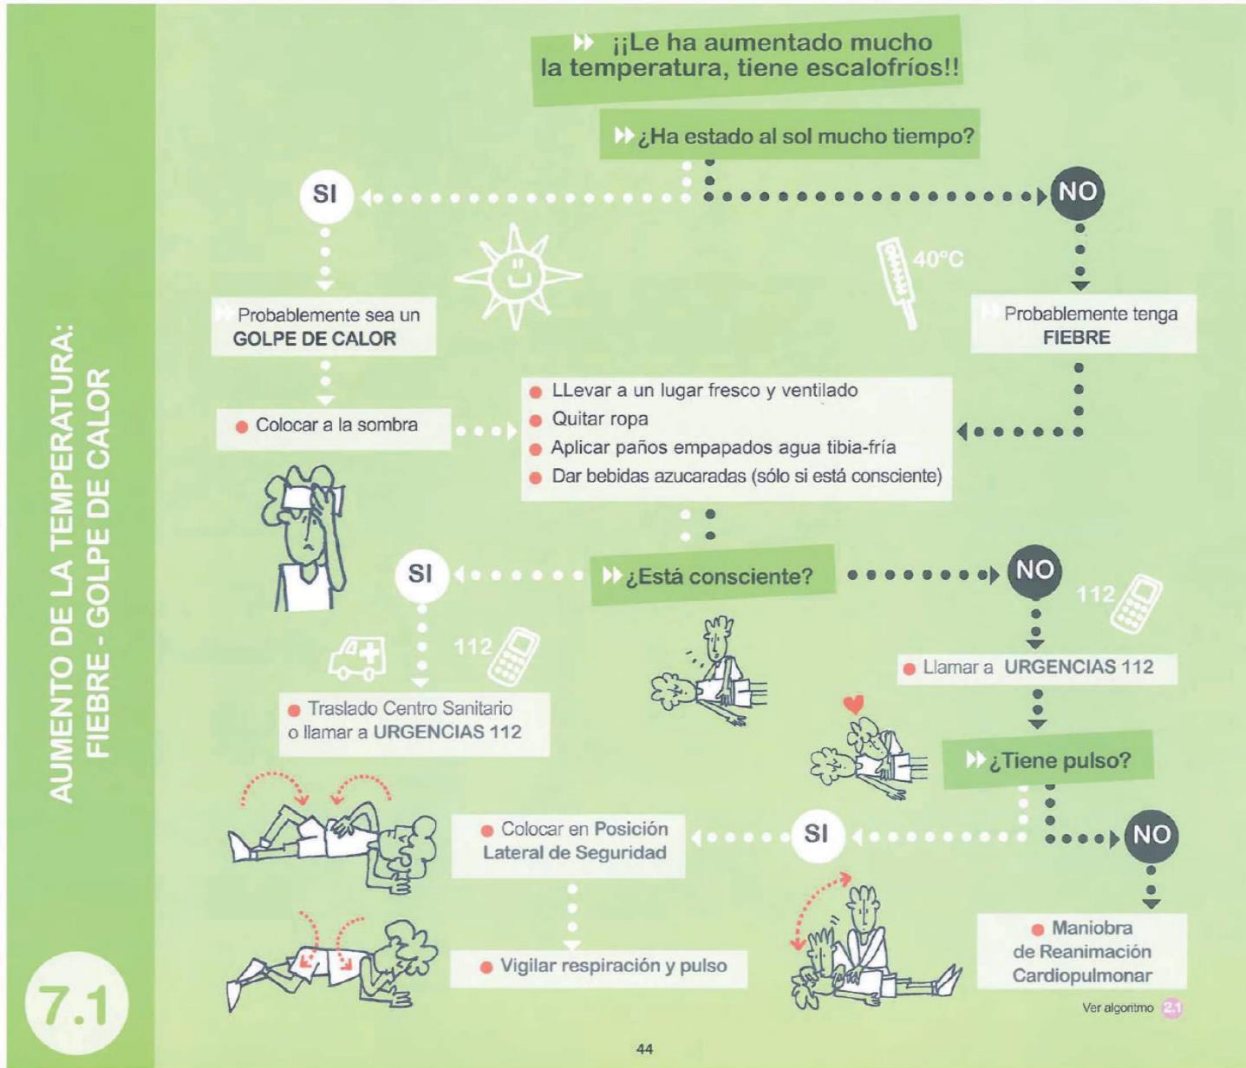 ¡¡Le ha aumentado mucho
la temperatura, tiene escalofríos!!
¿Ha estado al sol mucho tiempo?
SI
NO
40ºC
Probablemente sea un
GOLPE DE CALOR
Probablemente tenga
FIEBRE
Colocar a la sombra
LLevar a un lugar fresco y ventilado
Quitar ropa
Aplicar paños empapados agua tibia-fría
Dar bebidas azucaradas (sólo si está consciente)
¿Está consciente?
SI
NO
112
112
Traslado Centro Sanitario
o llamar a URGENCIAS 112
Llamar a URGENCIAS 112
¿Tiene pulso?
SI
NO
Colocar en Posición
Lateral de Seguridad
Vigilar respiración y pulso
Maniobra
de Reanimación
Cardiopulmonar
Ver algoritmo 2.1
AUMENTO DE LA TEMPERATURA:
FIEBRE - GOLPE DE CALOR
7.1
44